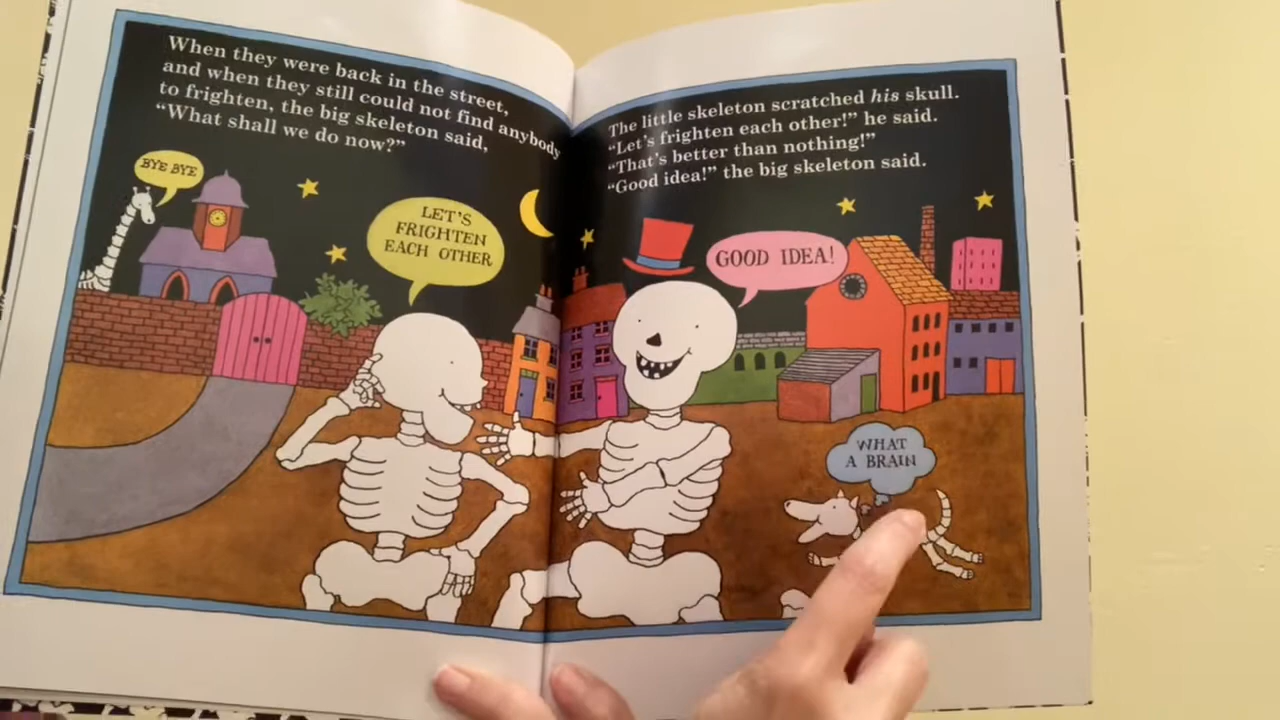 When they were back in the street,
and when they still could not find anybody
to frighten, the big skeleton said,
“What shall we do now?”
BYE BYE
LET'S
FRIGHTEN
EACH OTHER
The little skeleton scratched his skull.
“Let's frighten each other!” he said.
“That's better than nothing!”
“Good idea!” the big skeleton said.
GOOD IDEA!
WHAT
A BRAIN